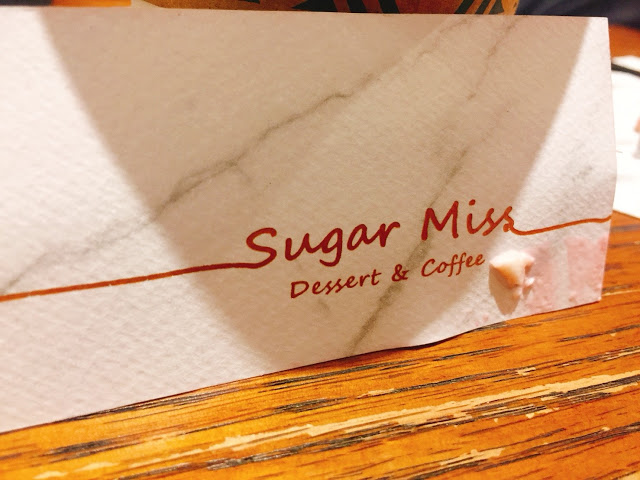 Sugar Miss
Dessert & Coffee